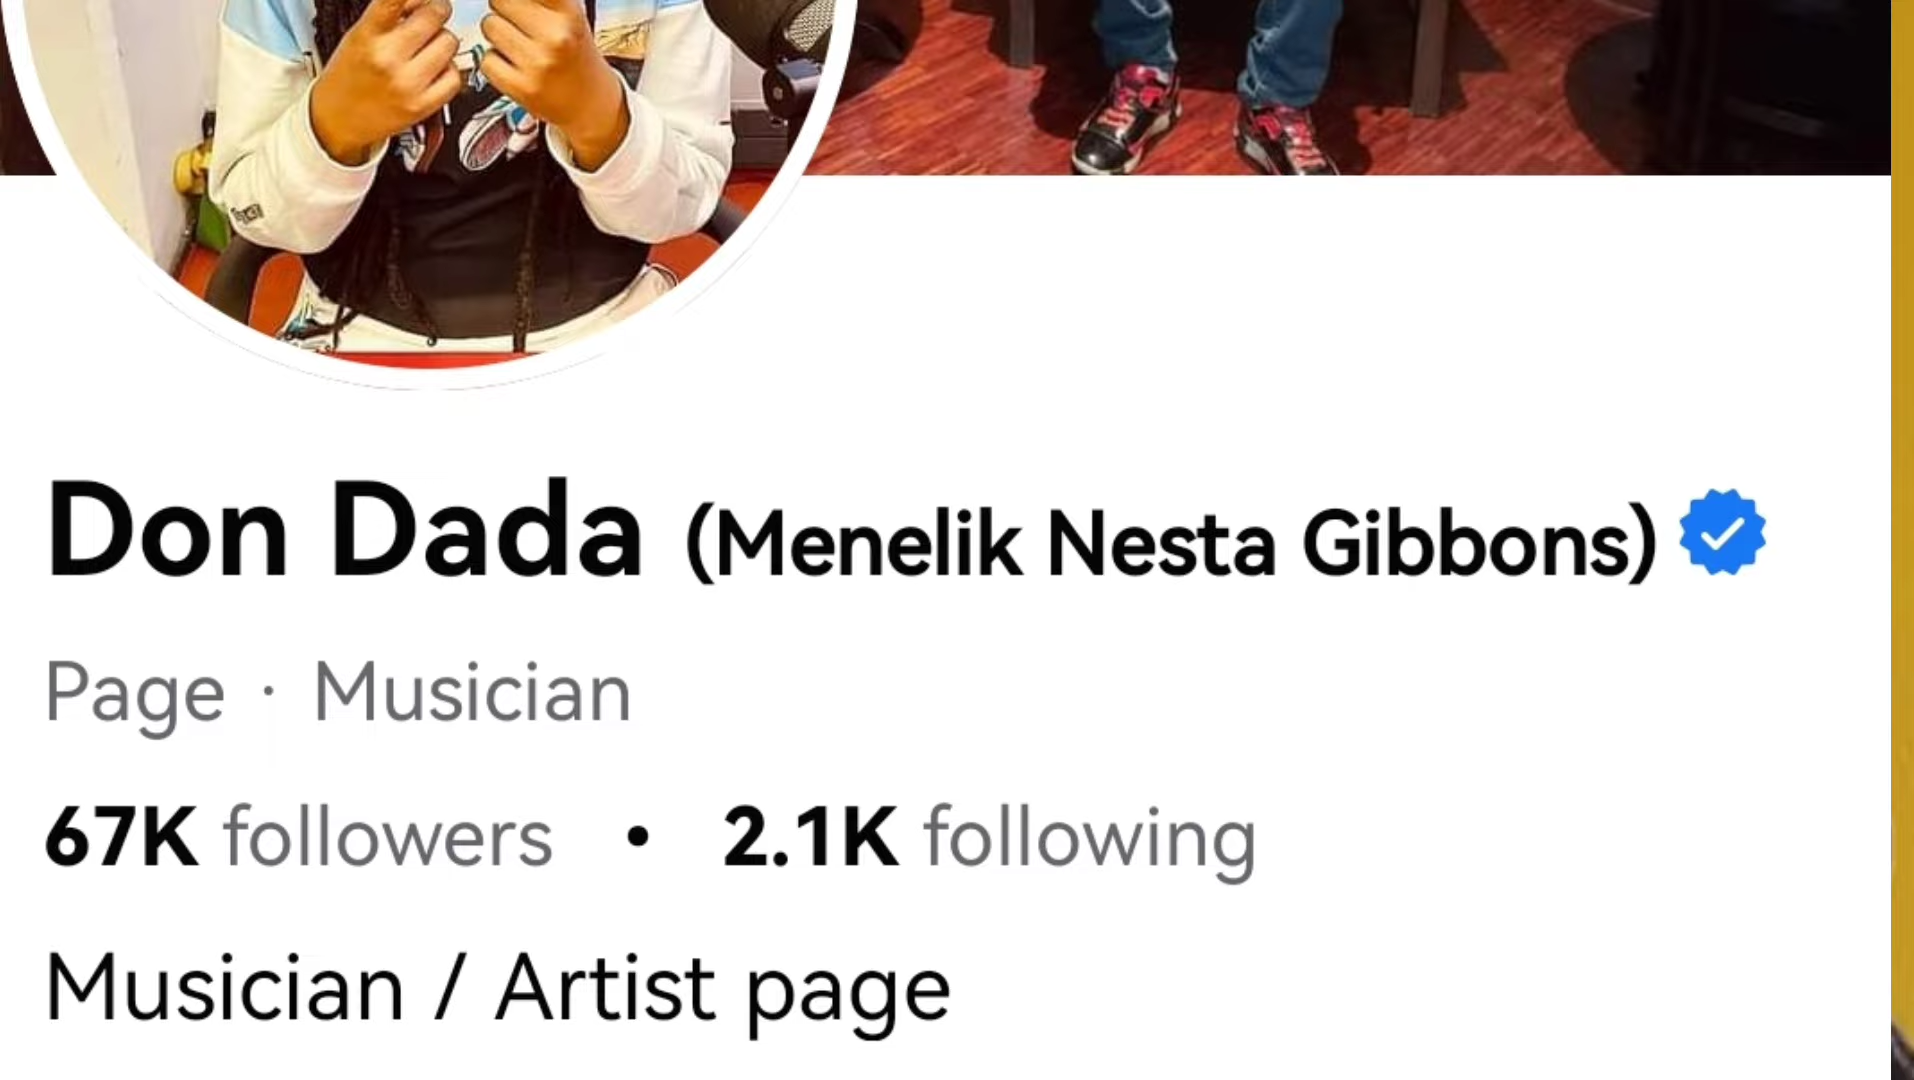 Don Dada (Menelik Nesta Gibbons)
Page · Musician
67K followers • 2.1K following
Musician / Artist page